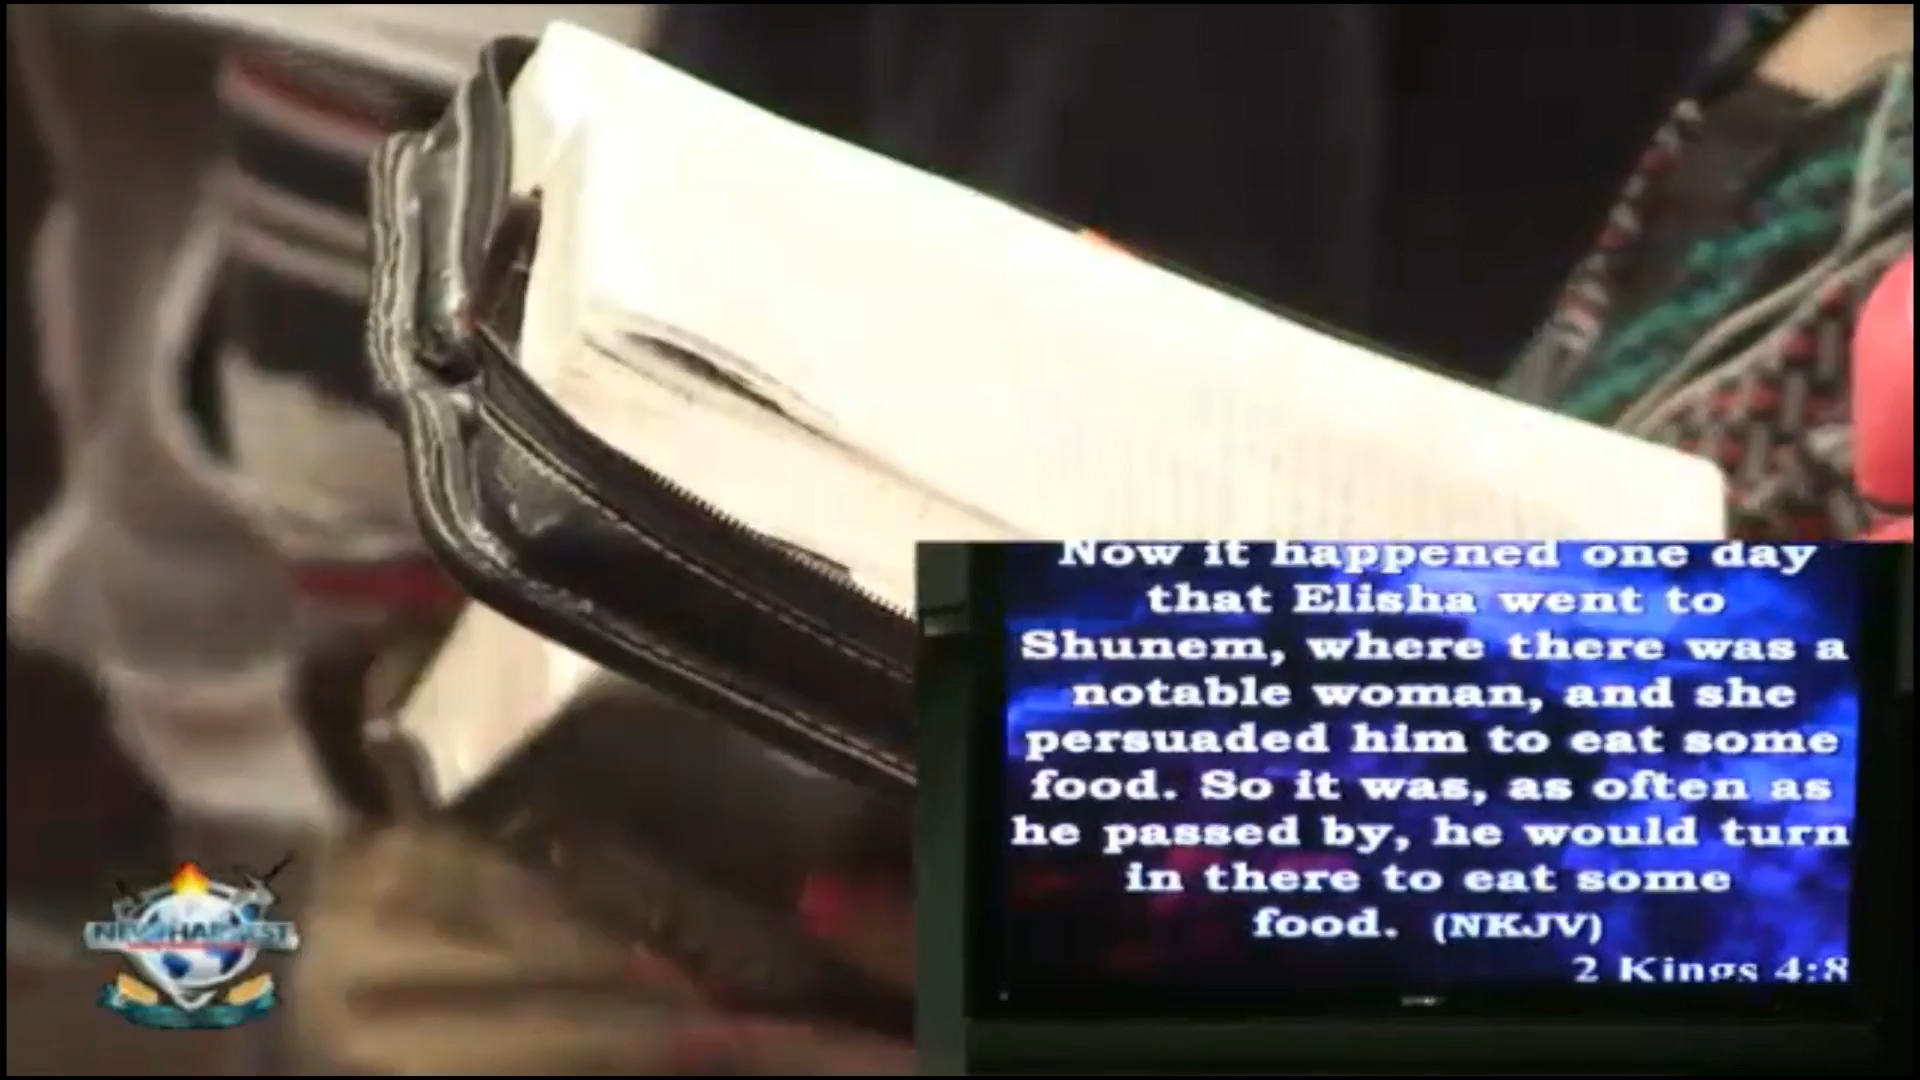 Now it happened one day
that Elisha went to
Shunem, where there was a
notable woman, and she
persuaded him to eat some
food. So it was, as often as
he passed by, he would turn
in there to eat some
food. (NKJV)
2 Kings 4:8
NEW HARVEST